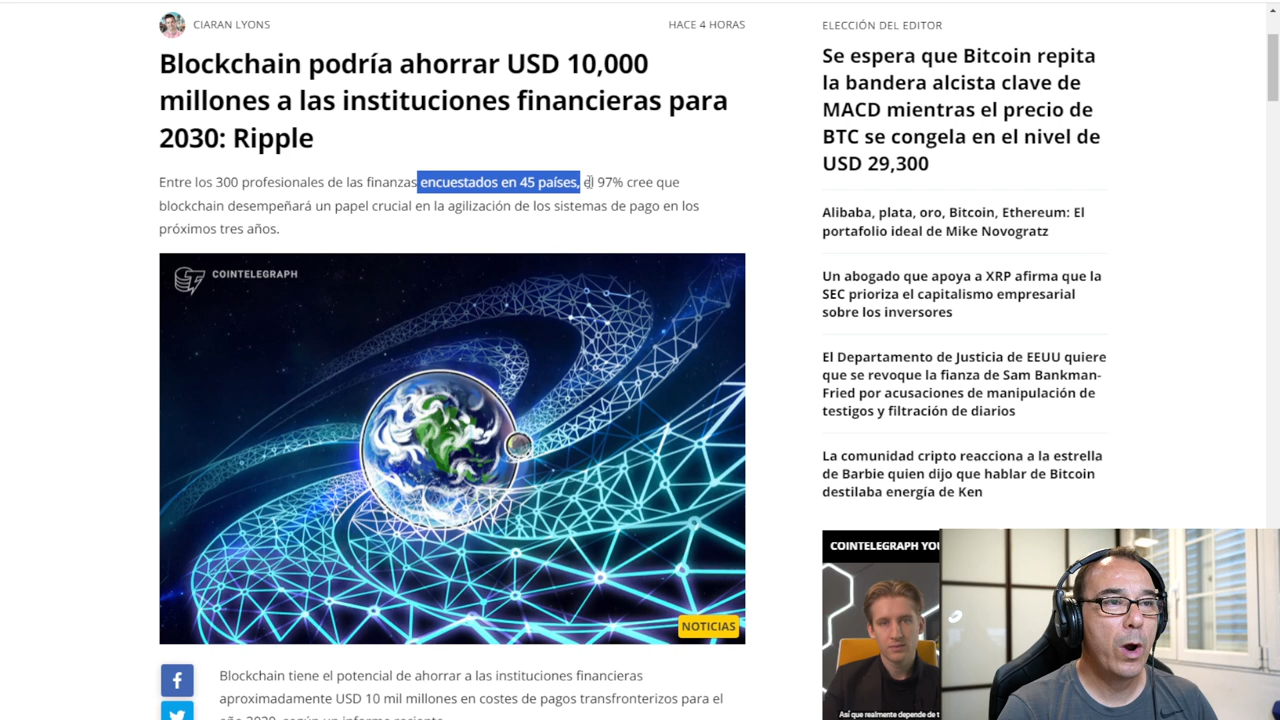 CIARAN LYONS
HACE 4 HORAS
Blockchain podría ahorrar USD 10,000
millones a las instituciones financieras para
2030: Ripple
Entre los 300 profesionales de las finanzas encuestados en 45 países, el 97% cree que
blockchain desempeñará un papel crucial en la agilización de los sistemas de pago en los
próximos tres años.
COINTELEGRAPH
NOTICIAS
Blockchain tiene el potencial de ahorrar a las instituciones financieras
aproximadamente USD 10 mil millones en costes de pagos transfronterizos para el
año 2030, según un informe reciente
ELECCIÓN DEL EDITOR
Se espera que Bitcoin repita
la bandera alcista clave de
MACD mientras el precio de
BTC se congela en el nivel de
USD 29,300
Alibaba, plata, oro, Bitcoin, Ethereum: El
portafolio ideal de Mike Novogratz
Un abogado que apoya a XRP afirma que la
SEC prioriza el capitalismo empresarial
sobre los inversores
El Departamento de Justicia de EEUU quiere
que se revoque la fianza de Sam Bankman-
Fried por acusaciones de manipulación de
testigos y filtración de diarios
La comunidad cripto reacciona a la estrella
de Barbie quien dijo que hablar de Bitcoin
destilaba energía de Ken
COINTELEGRAPH YOU
Así que realmente depende de t